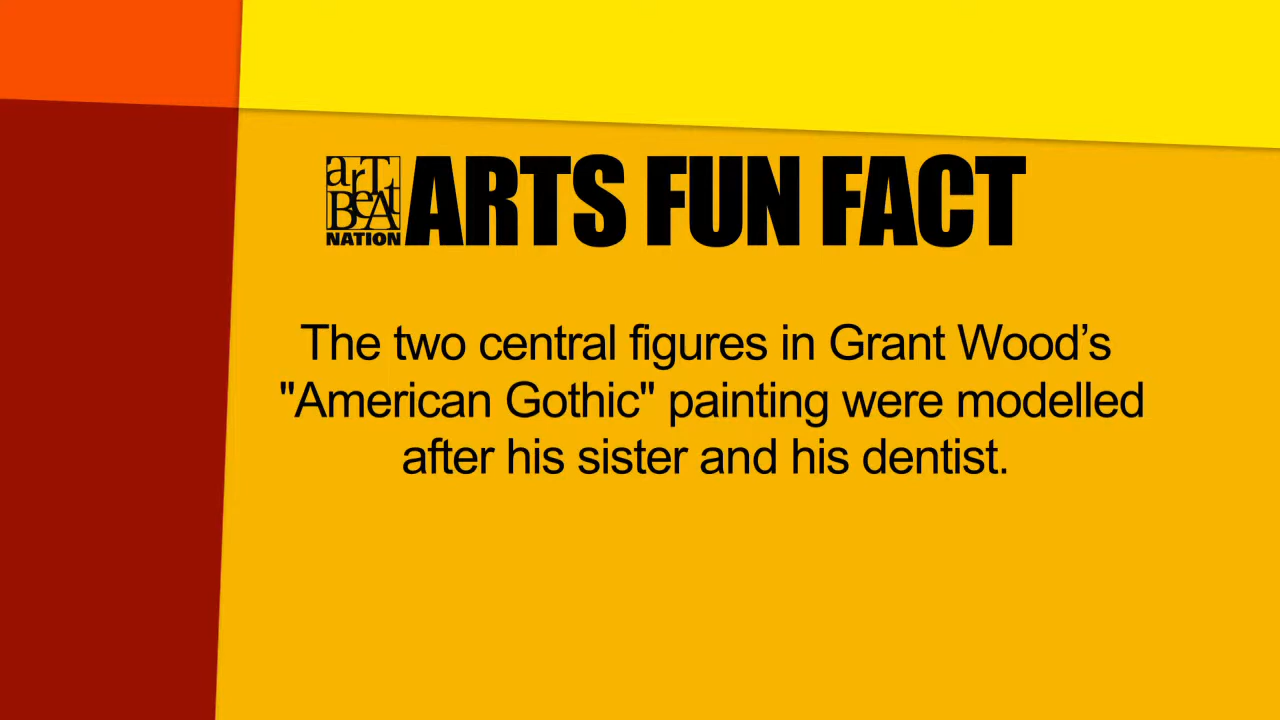 arT
BeAt
NATION
ARTS FUN FACT
The two central figures in Grant Wood’s
"American Gothic" painting were modelled
after his sister and his dentist.